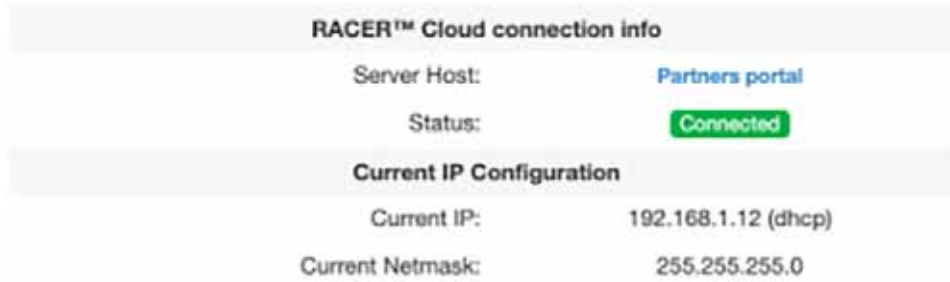 RACER™ Cloud connection info
Server Host: Partners portal
Status: Connected
Current IP Configuration
Current IP: 192.168.1.12 (dhcp)
Current Netmask: 255.255.255.0